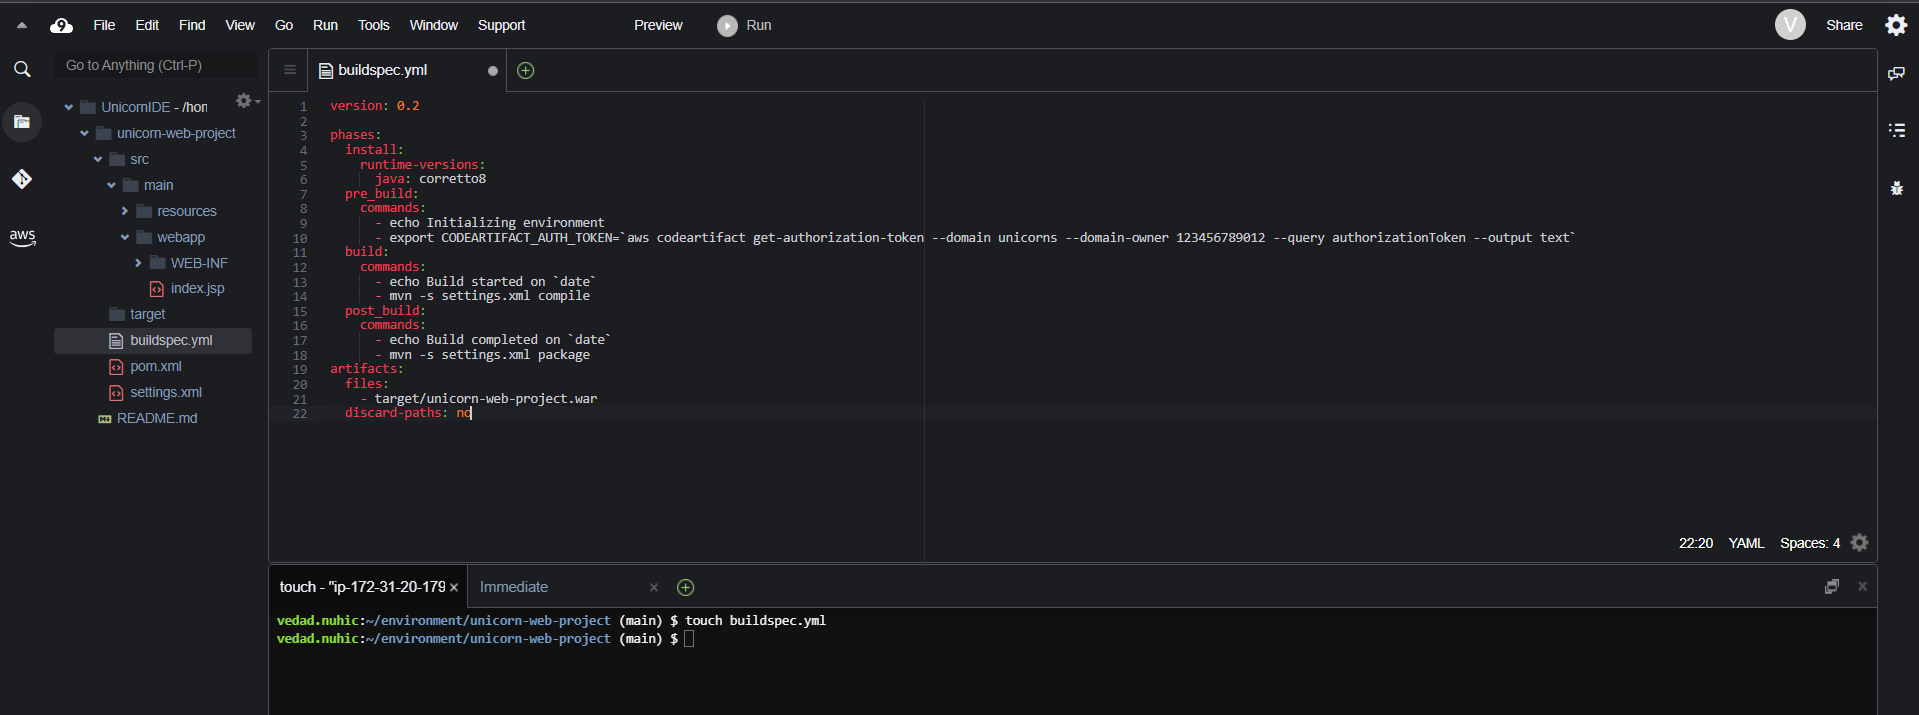 File Edit Find View Go Run Tools Window Support Preview Run V Share
Go to Anything (Ctrl-P)
buildspec.yml
UnicornIDE - /hon
unicorn-web-project
src
main
resources
webapp
WEB-INF
index.jsp
target
buildspec.yml
pom.xml
settings.xml
README.md
aws
1 version: 0.2
2
3 phases:
4 install:
5 runtime-versions:
6 java: corretto8
7 pre_build:
8 commands:
9 - echo Initializing environment
10 - export CODEARTIFACT_AUTH_TOKEN=`aws codeartifact get-authorization-token --domain unicorns --domain-owner 123456789012 --query authorizationToken --output text`
11 build:
12 commands:
13 - echo Build started on `date`
14 - mvn -s settings.xml compile
15 post_build:
16 commands:
17 - echo Build completed on `date`
18 - mvn -s settings.xml package
19 artifacts:
20 files:
21 - target/unicorn-web-project.war
22 discard-paths: no
22:20 YAML Spaces: 4
touch - "ip-172-31-20-179 Immediate
vedad.nuhic:~/environment/unicorn-web-project (main) $ touch buildspec.yml
vedad.nuhic:~/environment/unicorn-web-project (main) $